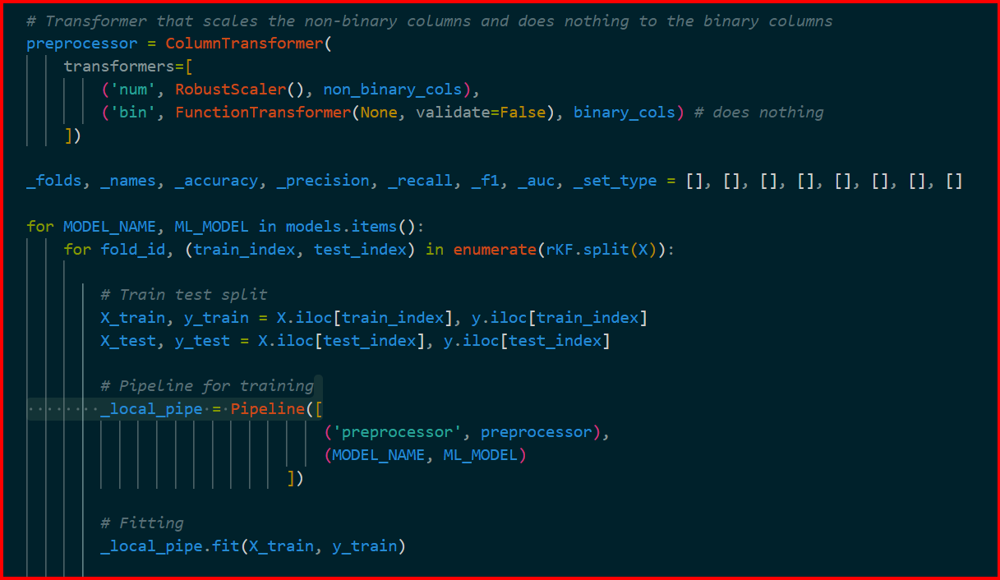 # Transformer that scales the non-binary columns and does nothing to the binary columns
preprocessor = ColumnTransformer(
    transformers=[
        ('num', RobustScaler(), non_binary_cols),
        ('bin', FunctionTransformer(None, validate=False), binary_cols) # does nothing
    ])

_folds, _names, _accuracy, _precision, _recall, _f1, _auc, _set_type = [], [], [], [], [], [], [], []

for MODEL_NAME, ML_MODEL in models.items():
    for fold_id, (train_index, test_index) in enumerate(rKF.split(X)):

        # Train test split
        X_train, y_train = X.iloc[train_index], y.iloc[train_index]
        X_test, y_test = X.iloc[test_index], y.iloc[test_index]

        # Pipeline for training
        _local_pipe = Pipeline([
                                ('preprocessor', preprocessor),
                                (MODEL_NAME, ML_MODEL)
                            ])

        # Fitting
        _local_pipe.fit(X_train, y_train)